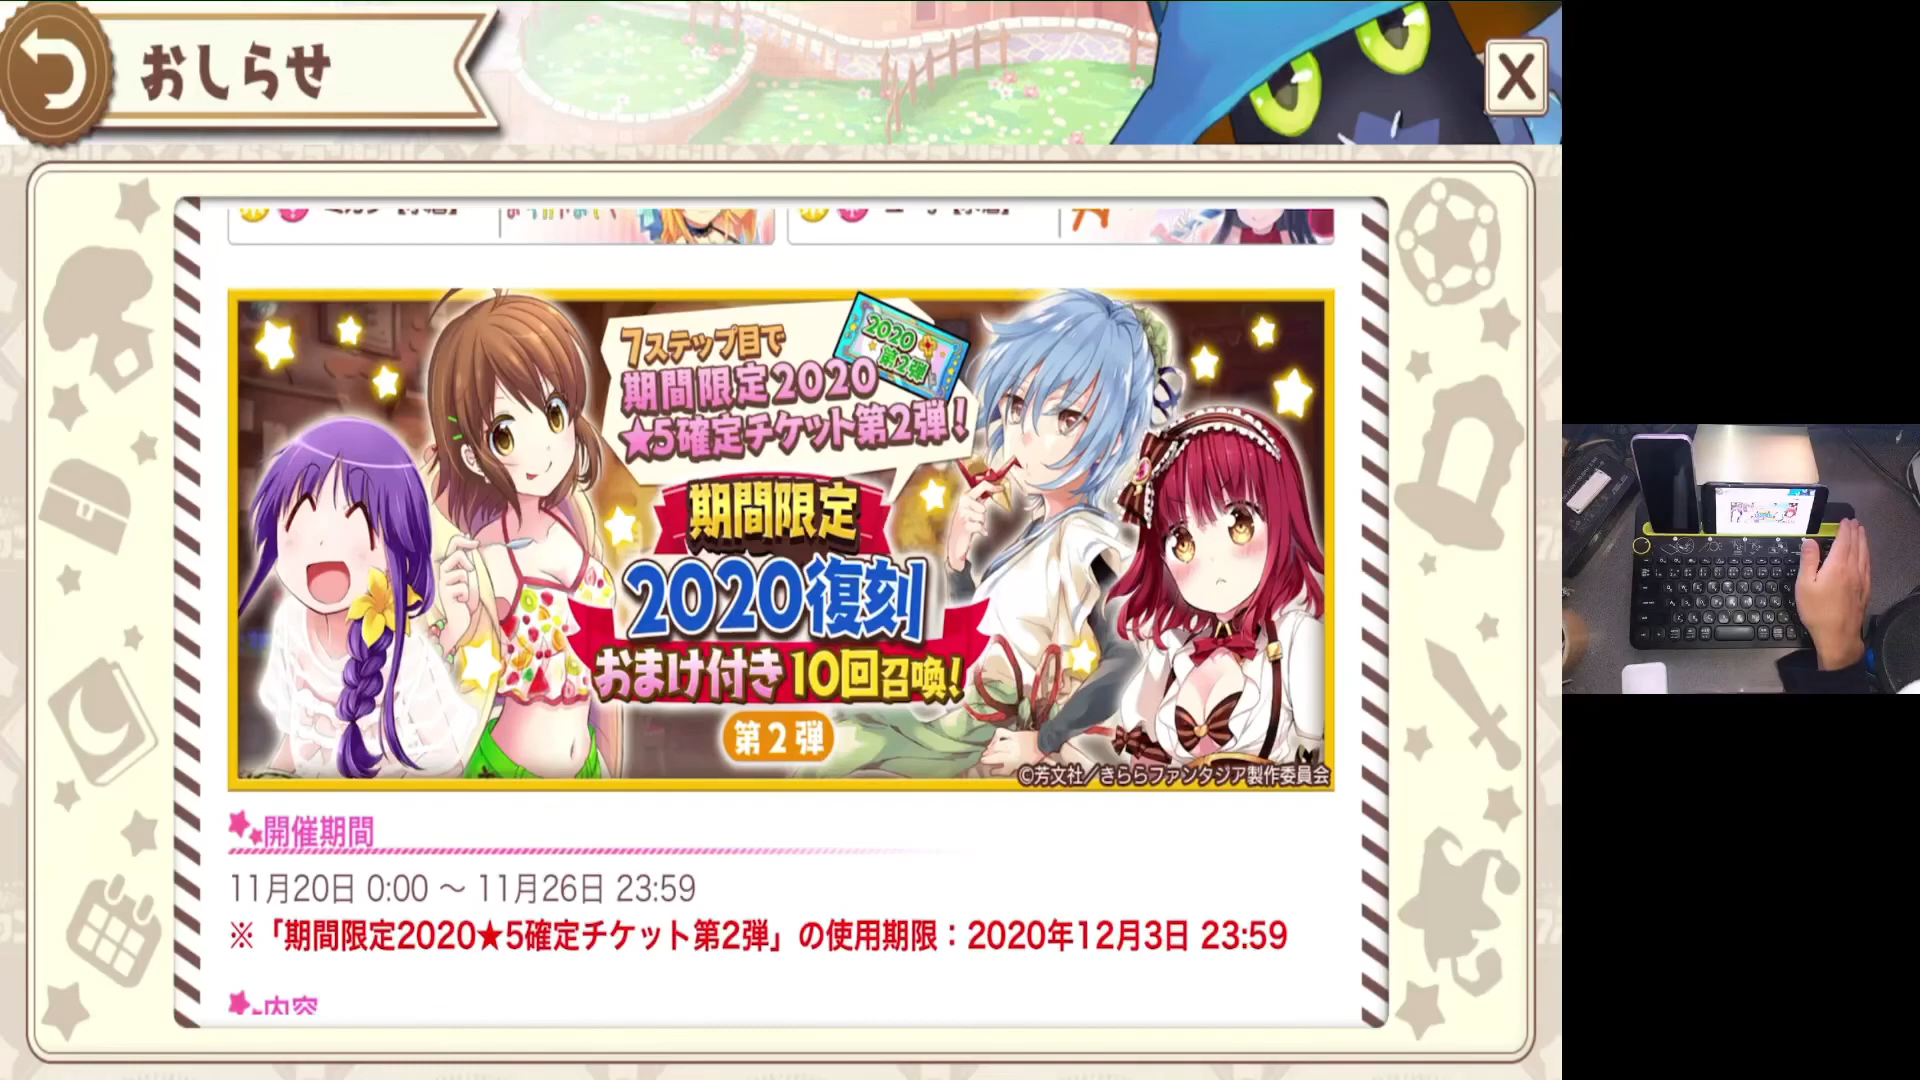 おしらせ
7ステップ目で
期間限定2020
★5確定チケット第2弾!
2020
第2弾
期間限定
2020復刻
おまけ付き10回召喚!
第2弾
©芳文社/きららファンタジア製作委員会
開催期間
11月20日 0:00 〜 11月26日 23:59
※「期間限定2020★5確定チケット第2弾」の使用期限：2020年12月3日 23:59
内容